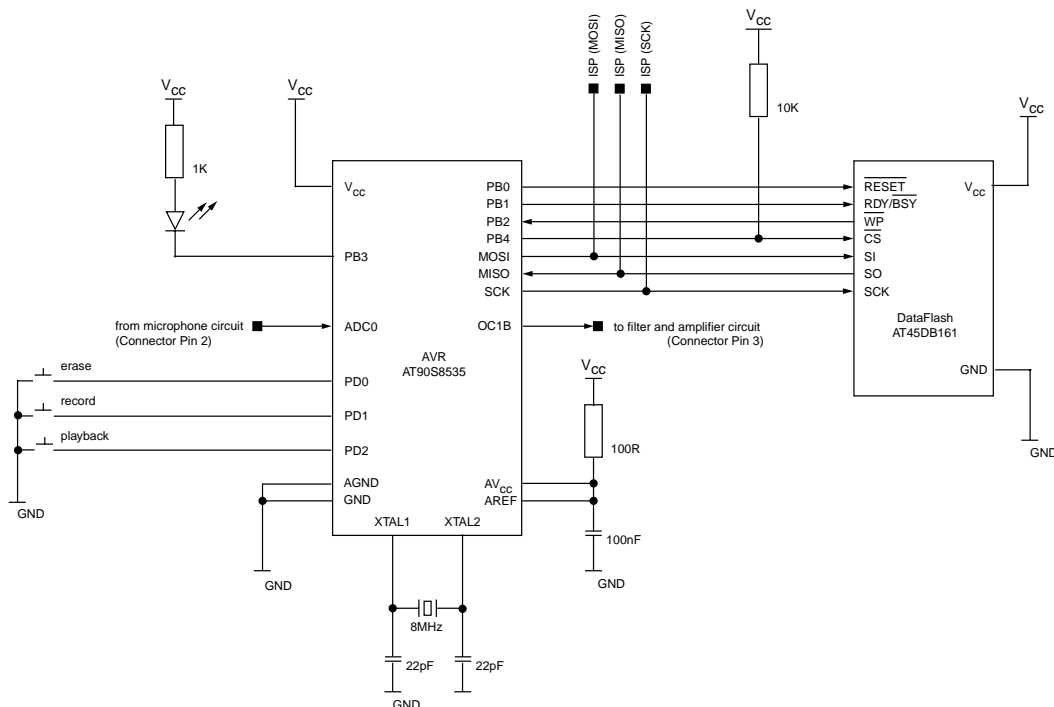 ISP (MOSI)
ISP (MISO)
ISP (SCK)
VCC
10K
VCC
1K
VCC
VCC
VCC
PB3
ADC0
PD0
PD1
PD2
AGND
GND
XTAL1
XTAL2
AVR
AT90S8535
PB0
PB1
PB2
PB4
MOSI
MISO
SCK
OC1B
AVCC
AREF
RESET
RDY/BSY
WP
CS
SI
SO
SCK
VCC
DataFlash
AT45DB161
GND
VCC
GND
from microphone circuit
(Connector Pin 2)
to filter and amplifier circuit
(Connector Pin 3)
erase
record
playback
GND
GND
VCC
100R
100nF
GND
8MHz
22pF
22pF
GND